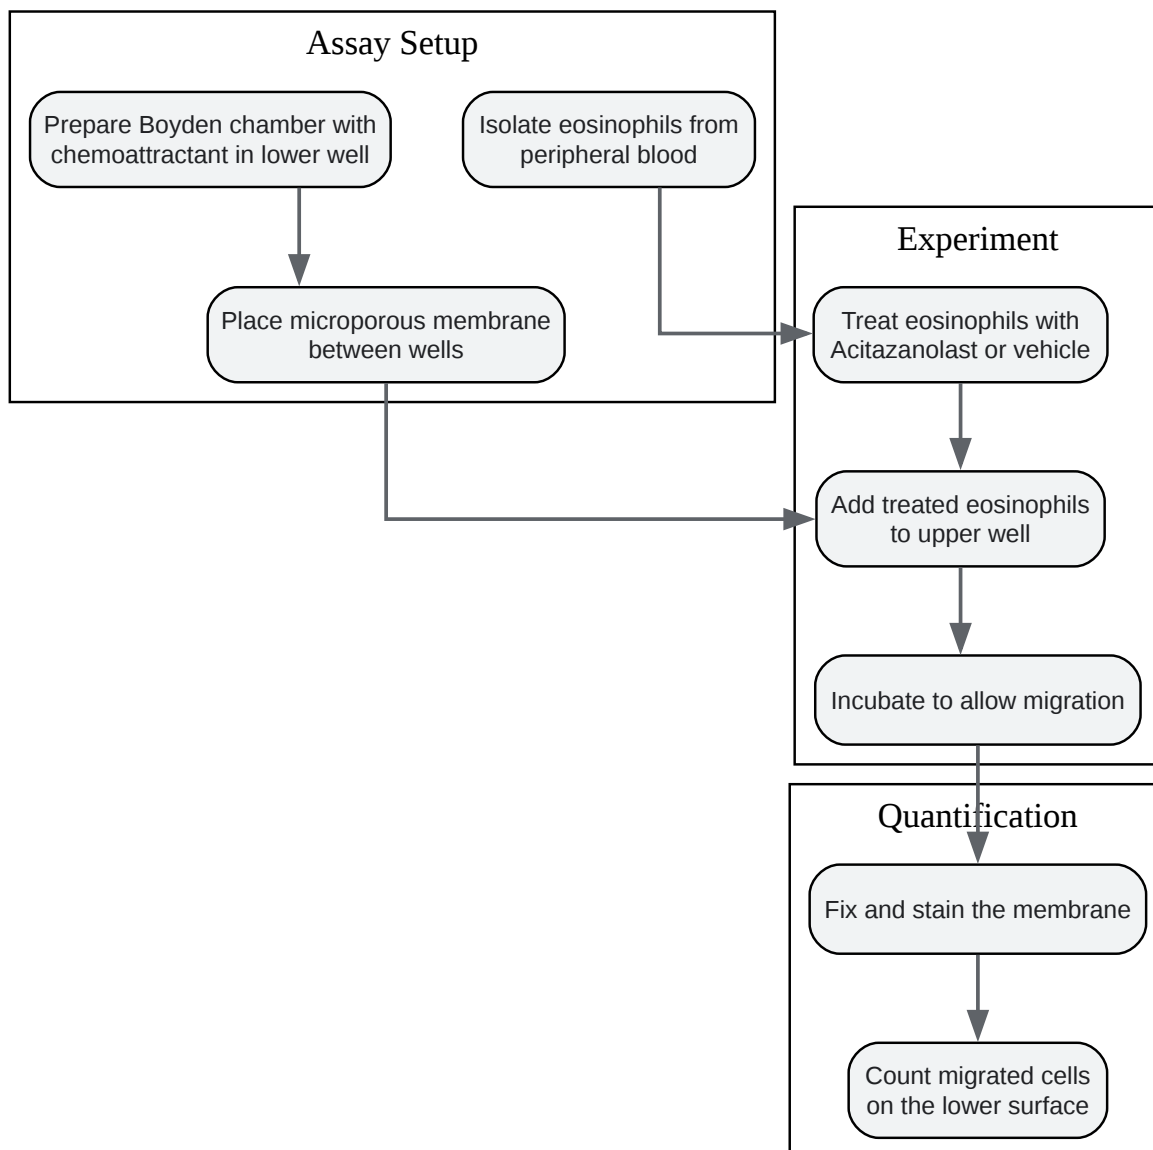 Assay Setup
Prepare Boyden chamber with
chemoattractant in lower well
Isolate eosinophils from
peripheral blood
Place microporous membrane
between wells
Experiment
Treat eosinophils with
Acitazanolast or vehicle
Add treated eosinophils
to upper well
Incubate to allow migration
Quantification
Fix and stain the membrane
Count migrated cells
on the lower surface